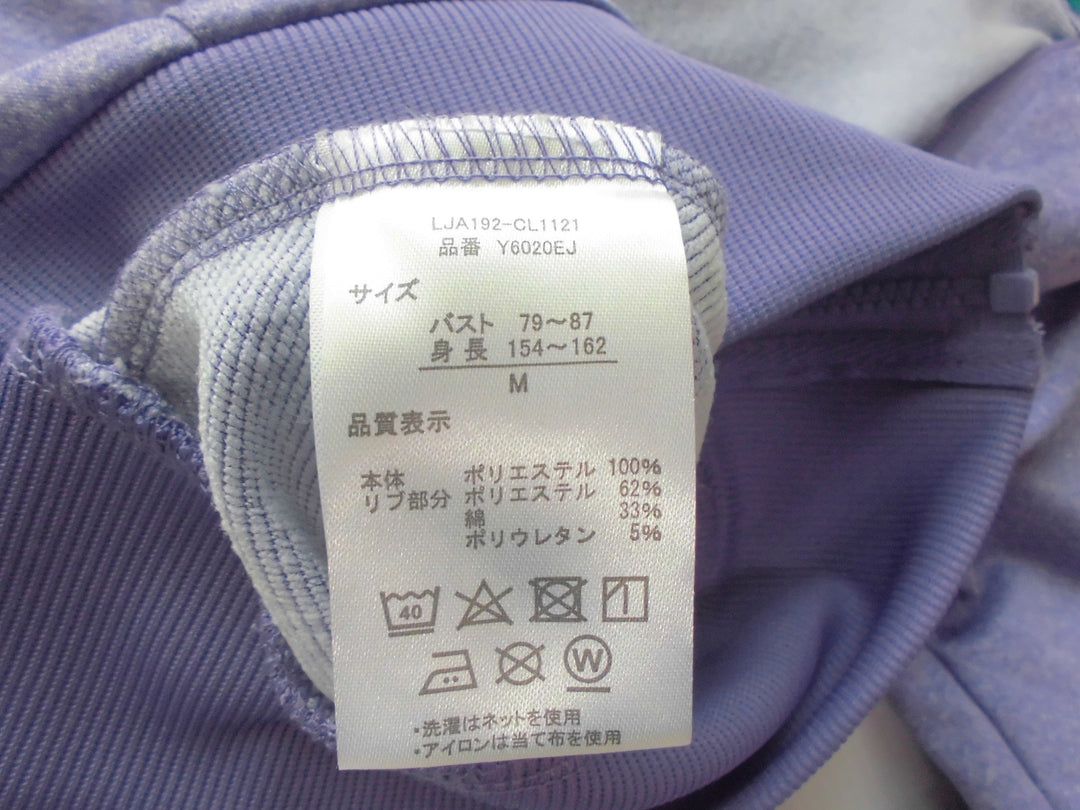 LJA192-CL1121
品番 Y6020EJ
サイズ
バスト 79～87
身長 154～162
M
品質表示
本体 ポリエステル 100%
リブ部分 ポリエステル 62%
綿 33%
ポリウレタン 5%
40
W
・洗濯はネットを使用
・アイロンは当て布を使用